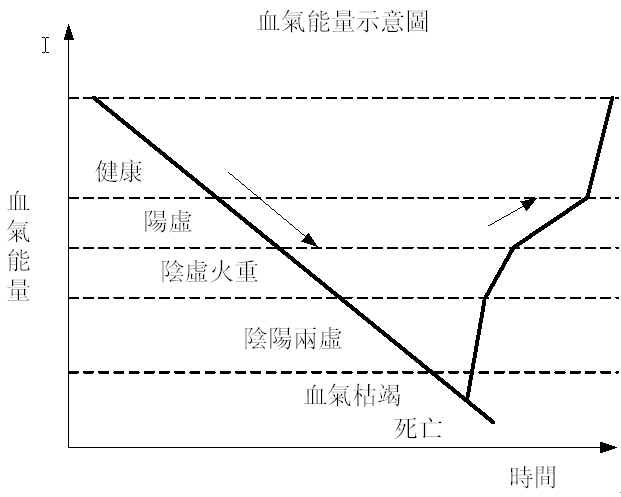 血氣能量示意圖
血氣能量
健康
陽虛
陰虛火重
陰陽兩虛
血氣枯竭
死亡
時間